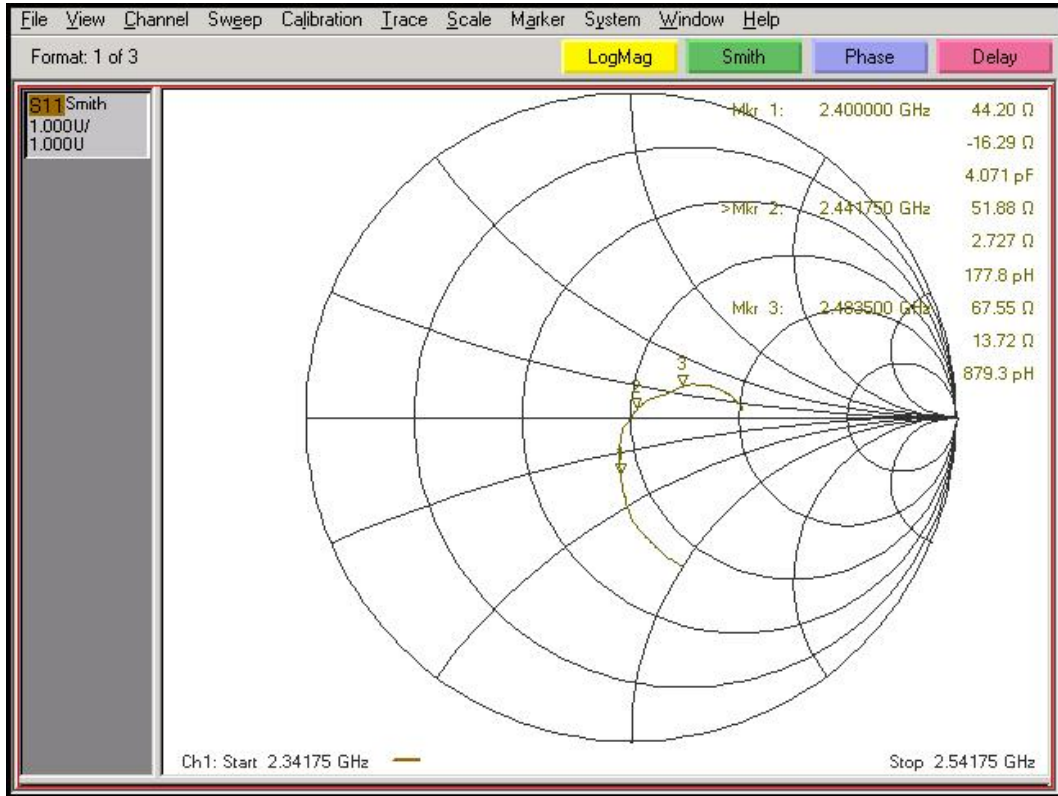 File View Channel Sweep Calibration Trace Scale Marker System Window Help
Format: 1 of 3 LogMag Smith Phase Delay
S11 Smith
1.000U/
1.000U
Mkr 1: 2.400000 GHz 44.20 Ω
-16.29 Ω
4.071 pF
>Mkr 2: 2.441750 GHz 51.88 Ω
2.727 Ω
177.8 pH
Mkr 3: 2.483500 GHz 67.55 Ω
13.72 Ω
879.3 pH
3
2
Ch1: Start 2.34175 GHz Stop 2.54175 GHz